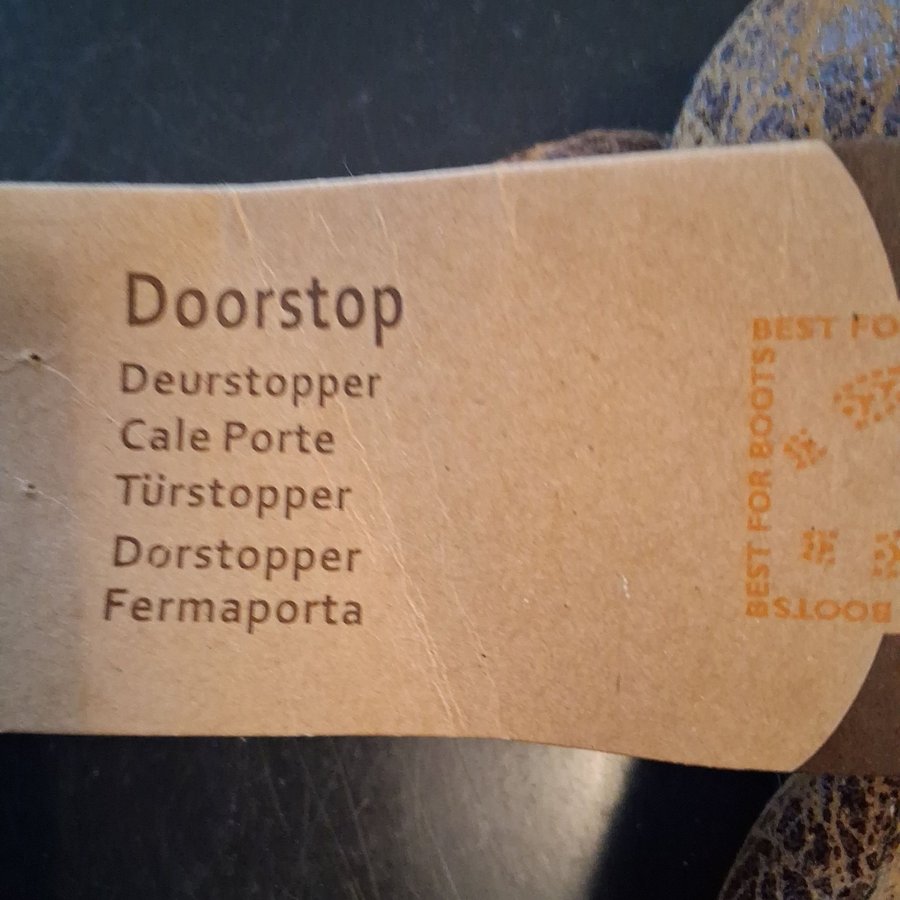 Doorstop
Deurstopper
Cale Porte
Türstopper
Dorstopper
Fermaporta
BEST FO
BEST FOR BOOTS
BOOTS